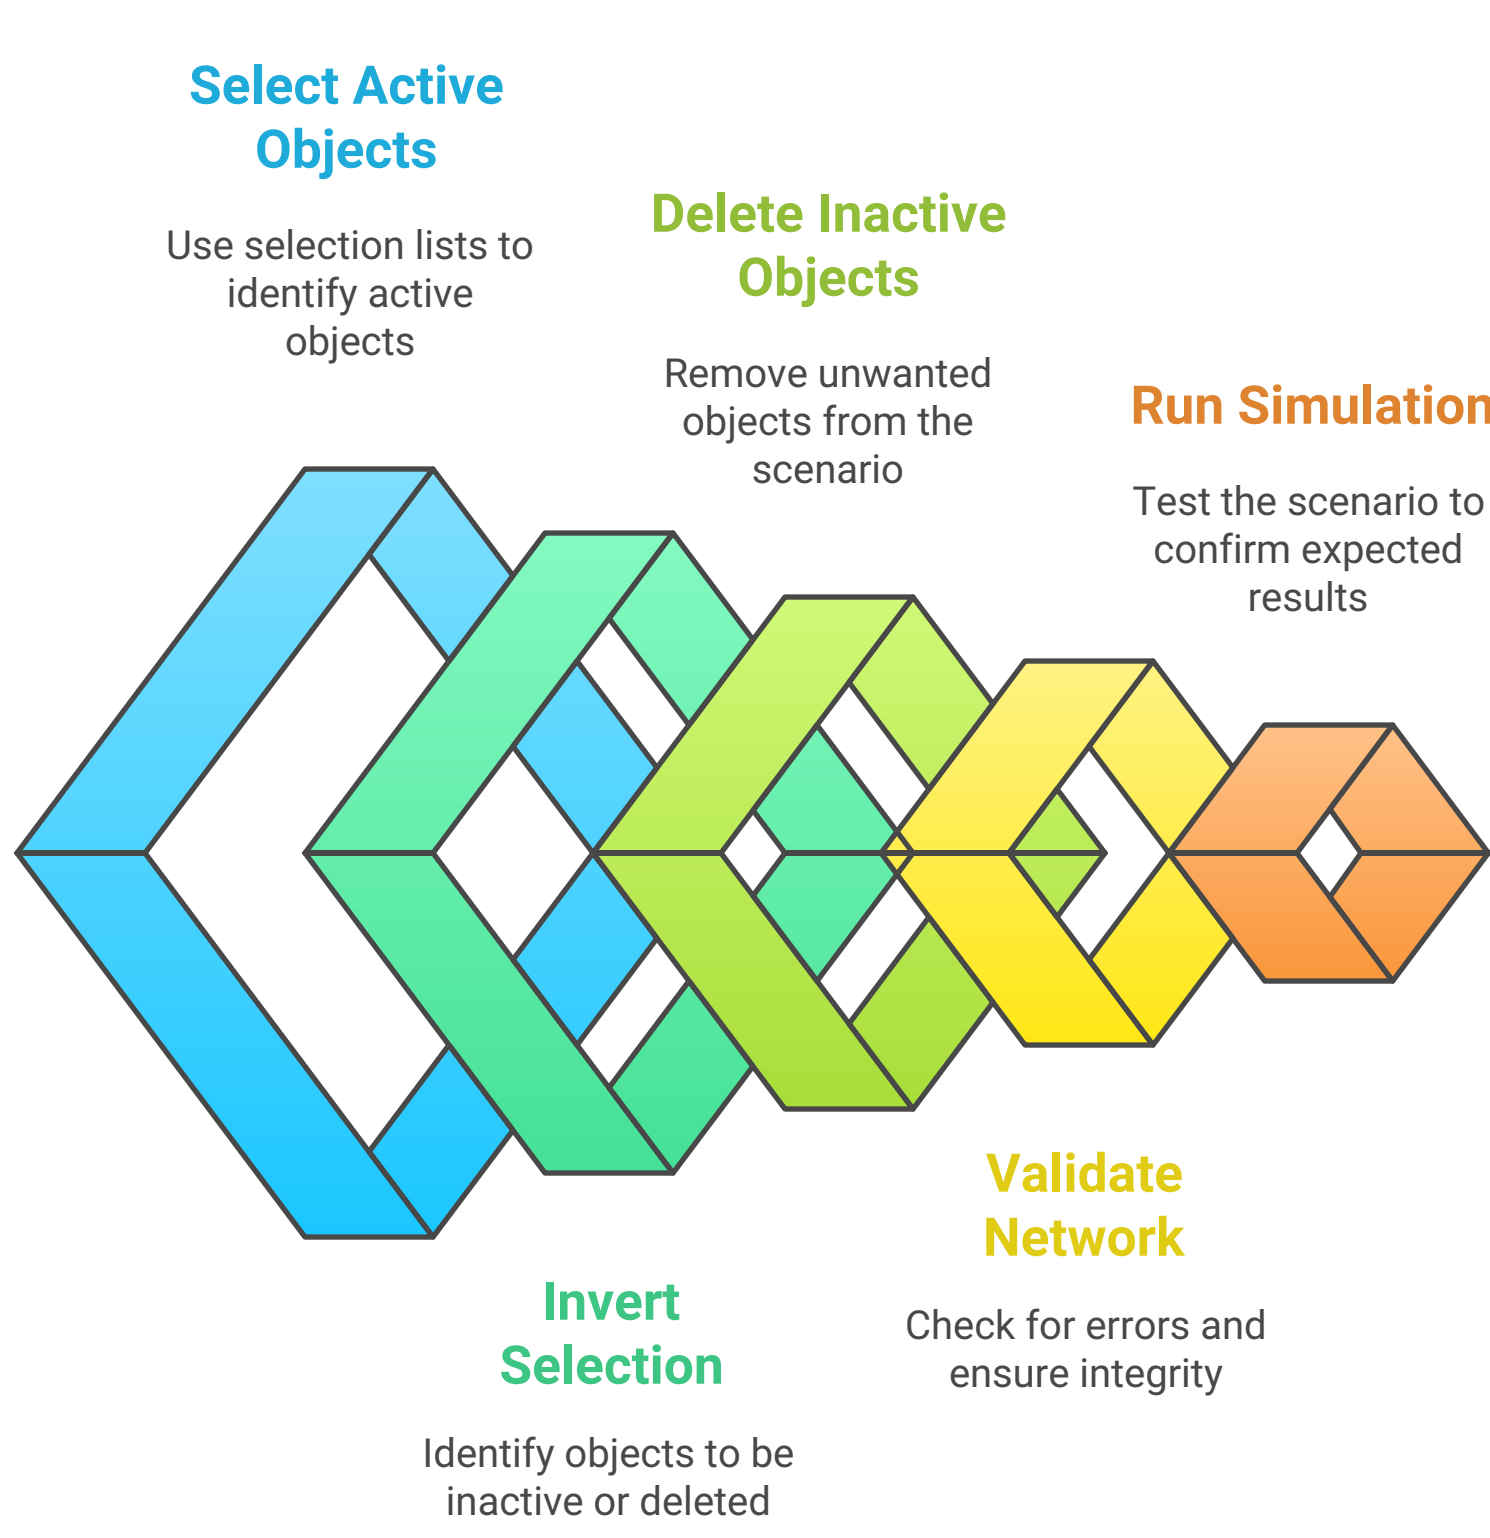 Select Active
Objects
Use selection lists to
identify active
objects
Delete Inactive
Objects
Remove unwanted
objects from the
scenario
Run Simulation
Test the scenario to
confirm expected
results
Validate
Network
Check for errors and
ensure integrity
Invert
Selection
Identify objects to be
inactive or deleted